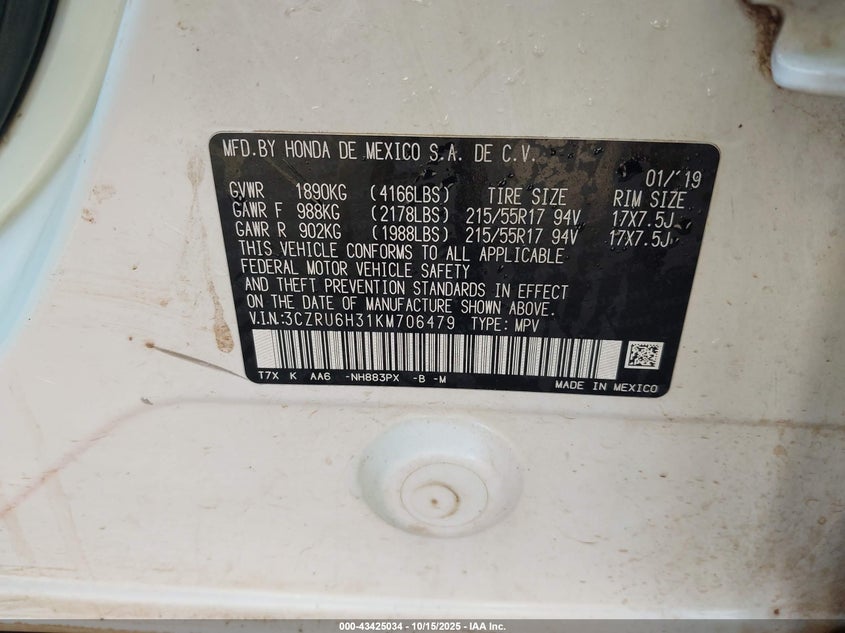 MFD.BY HONDA DE MEXICO S.A. DE C.V.
01/'19
GVWR 1890KG (4166LBS) TIRE SIZE RIM SIZE
GAWR F 988KG (2178LBS) 215/55R17 94V 17X7.5J
GAWR R 902KG (1988LBS) 215/55R17 94V 17X7.5J
THIS VEHICLE CONFORMS TO ALL APPLICABLE
FEDERAL MOTOR VEHICLE SAFETY
AND THEFT PREVENTION STANDARDS IN EFFECT
ON THE DATE OF MANUFACTURE SHOWN ABOVE.
V.I.N:3CZRU6H31KM706479 TYPE: MPV
T7X K AA6 -NH883PX -B -M
MADE IN MEXICO
000-43425034 - 10/15/2025 - IAA Inc.